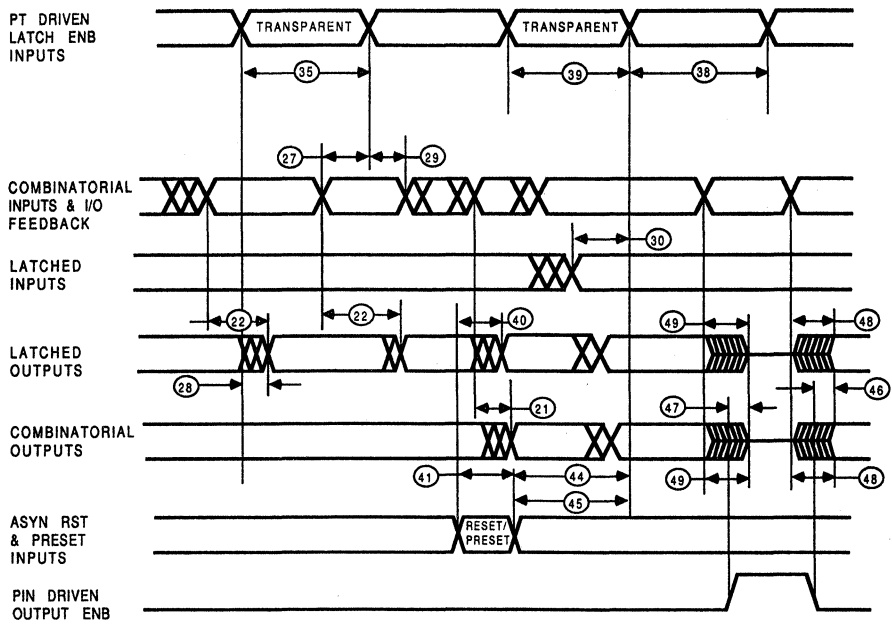 PT DRIVEN
LATCH ENB
INPUTS
TRANSPARENT
TRANSPARENT
35
39
38
27
29
COMBINATORIAL
INPUTS & I/O
FEEDBACK
30
LATCHED
INPUTS
22
22
40
49
48
LATCHED
OUTPUTS
28
46
21
47
COMBINATORIAL
OUTPUTS
41
44
49
48
45
ASYN RST
& PRESET
INPUTS
RESET/
PRESET
PIN DRIVEN
OUTPUT ENB